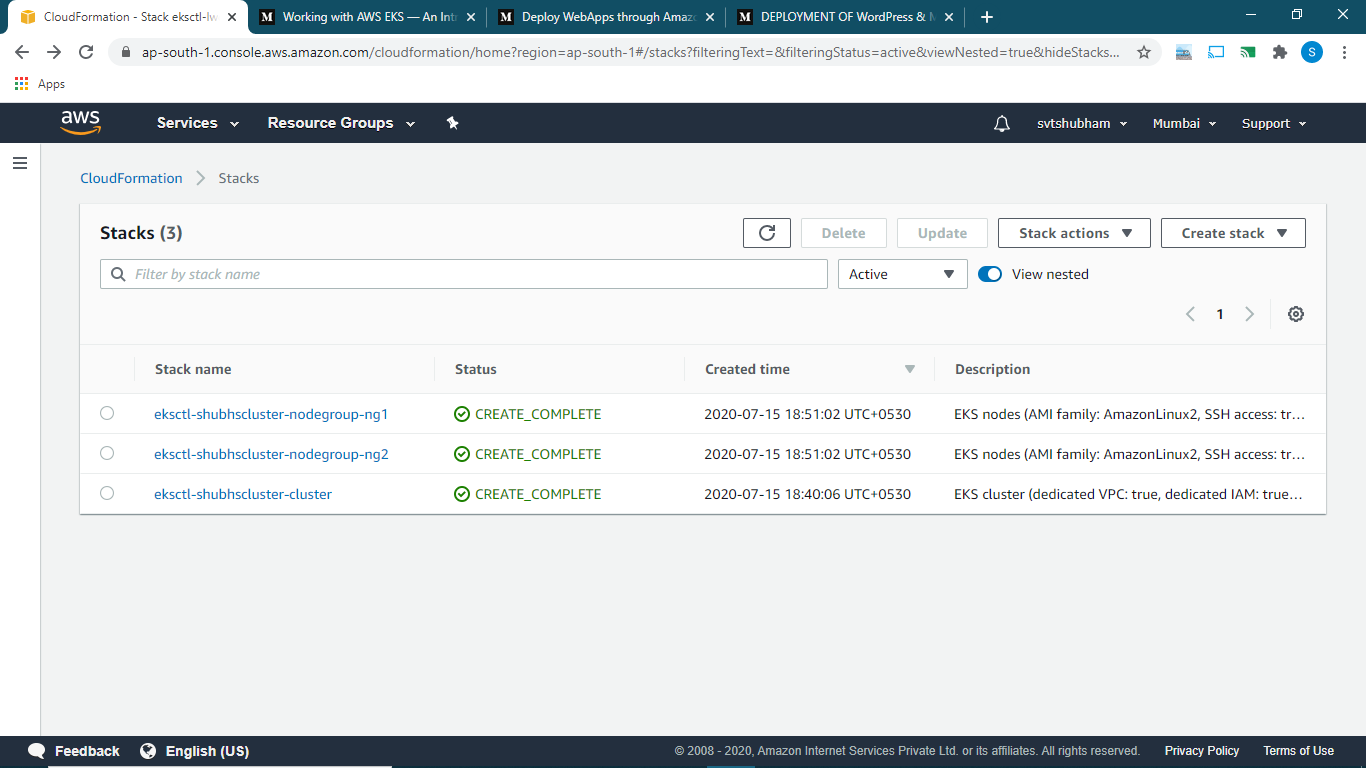 CloudFormation - Stack eksctl-lw
Working with AWS EKS — An Intr
Deploy WebApps through Amaz
DEPLOYMENT OF WordPress & M
ap-south-1.console.aws.amazon.com/cloudformation/home?region=ap-south-1#/stacks?filteringText=&filteringStatus=active&viewNested=true&hideStacks...
S
Apps
aws
Services
Resource Groups
svtshubham
Mumbai
Support
CloudFormation > Stacks
Stacks (3)
Delete
Update
Stack actions
Create stack
Filter by stack name
Active
View nested
1
Stack name Status Created time Description
eksctl-shubhscluster-nodegroup-ng1 CREATE_COMPLETE 2020-07-15 18:51:02 UTC+0530 EKS nodes (AMI family: AmazonLinux2, SSH access: tr...
eksctl-shubhscluster-nodegroup-ng2 CREATE_COMPLETE 2020-07-15 18:51:02 UTC+0530 EKS nodes (AMI family: AmazonLinux2, SSH access: tr...
eksctl-shubhscluster-cluster CREATE_COMPLETE 2020-07-15 18:40:06 UTC+0530 EKS cluster (dedicated VPC: true, dedicated IAM: true...
Feedback
English (US)
© 2008 - 2020, Amazon Internet Services Private Ltd. or its affiliates. All rights reserved.
Privacy Policy
Terms of Use